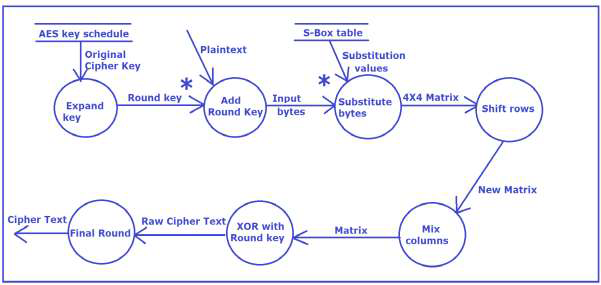 AES key schedule
Original
Cipher Key
Expand
key
Round key
*
Plaintext
Add
Round Key
Input
bytes
*
S-Box table
Substitution
values
Substitute
bytes
4X4 Matrix
Shift rows
New Matrix
Mix
columns
Matrix
XOR with
Round key
Raw Cipher Text
Final Round
Cipher Text